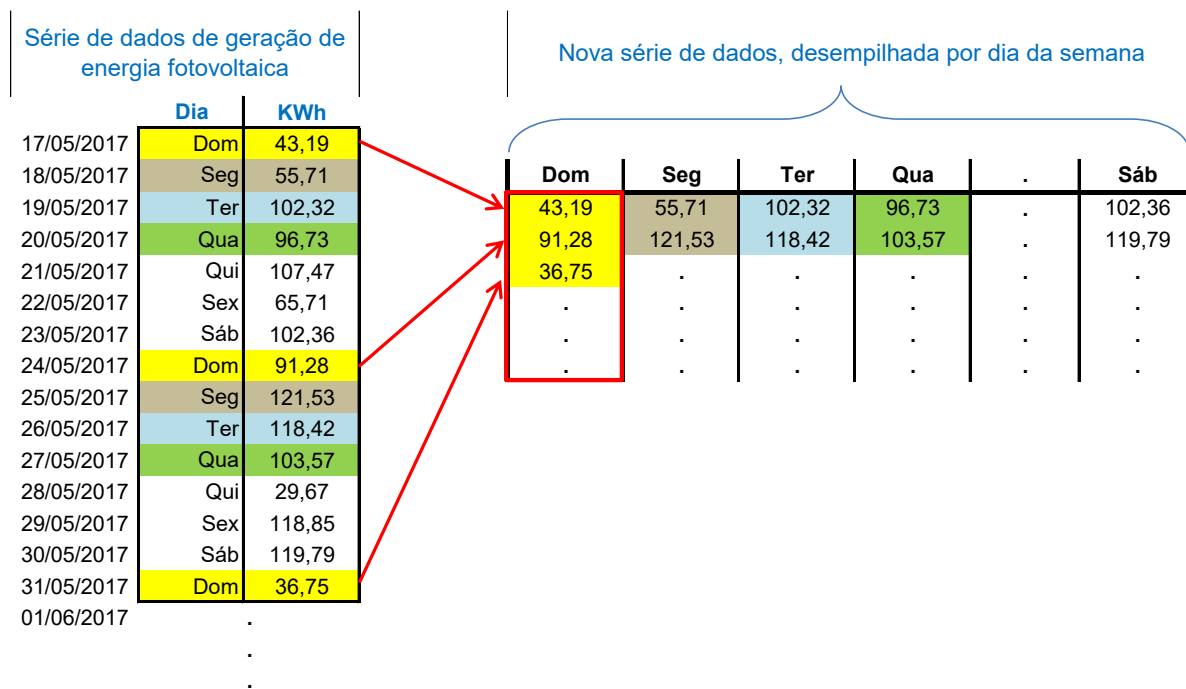 Série de dados de geração de
energia fotovoltaica
Dia KWh
17/05/2017 Dom 43,19
18/05/2017 Seg 55,71
19/05/2017 Ter 102,32
20/05/2017 Qua 96,73
21/05/2017 Qui 107,47
22/05/2017 Sex 65,71
23/05/2017 Sáb 102,36
24/05/2017 Dom 91,28
25/05/2017 Seg 121,53
26/05/2017 Ter 118,42
27/05/2017 Qua 103,57
28/05/2017 Qui 29,67
29/05/2017 Sex 118,85
30/05/2017 Sáb 119,79
31/05/2017 Dom 36,75
01/06/2017 .
.
.
Nova série de dados, desempilhada por dia da semana
Dom Seg Ter Qua . Sáb
43,19 55,71 102,32 96,73 . 102,36
91,28 121,53 118,42 103,57 . 119,79
36,75 . . . . .
. . . . . .
. . . . . .
. . . . . .